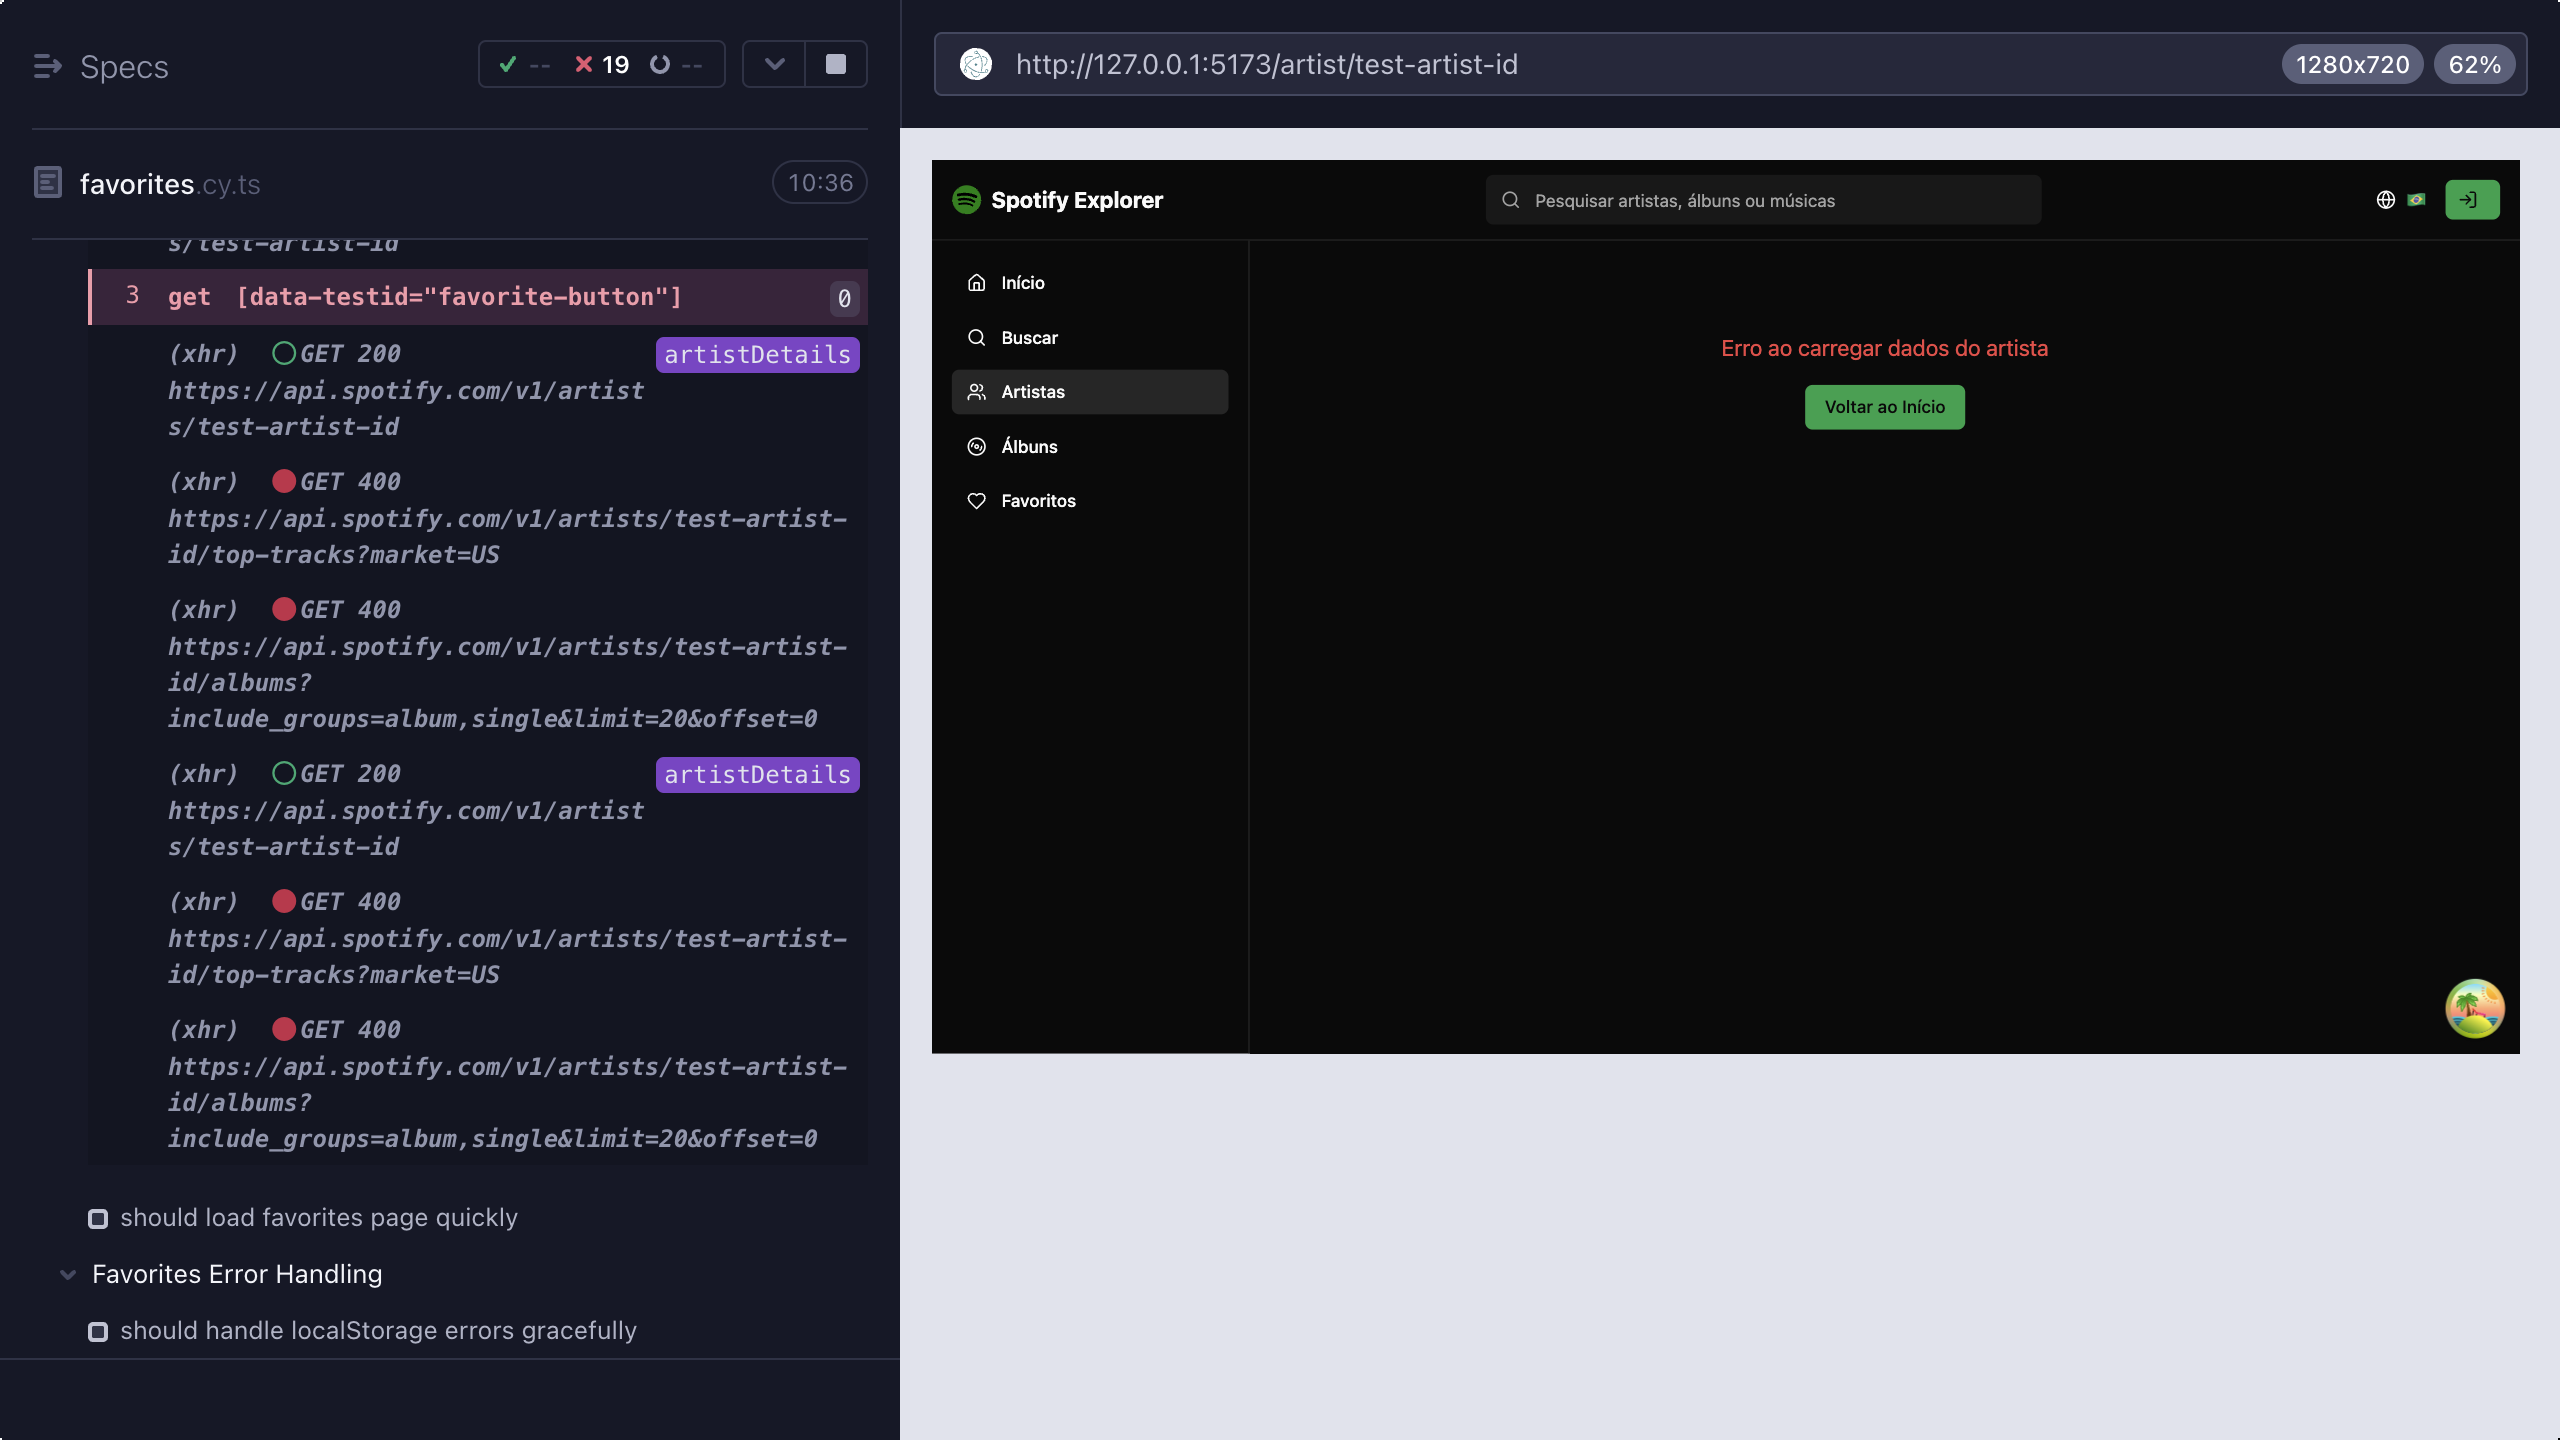 Specs
-- 19 --
favorites.cy.ts
10:36
s/test-artist-id
3 get [data-testid="favorite-button"] 0
(xhr) GET 200 artistDetails
https://api.spotify.com/v1/artist
s/test-artist-id
(xhr) GET 400
https://api.spotify.com/v1/artists/test-artist-
id/top-tracks?market=US
(xhr) GET 400
https://api.spotify.com/v1/artists/test-artist-
id/albums?
include_groups=album,single&limit=20&offset=0
(xhr) GET 200 artistDetails
https://api.spotify.com/v1/artist
s/test-artist-id
(xhr) GET 400
https://api.spotify.com/v1/artists/test-artist-
id/top-tracks?market=US
(xhr) GET 400
https://api.spotify.com/v1/artists/test-artist-
id/albums?
include_groups=album,single&limit=20&offset=0
should load favorites page quickly
Favorites Error Handling
should handle localStorage errors gracefully
http://127.0.0.1:5173/artist/test-artist-id
1280x720 62%
Spotify Explorer
Pesquisar artistas, álbuns ou músicas
Início
Buscar
Artistas
Álbuns
Favoritos
Erro ao carregar dados do artista
Voltar ao Início